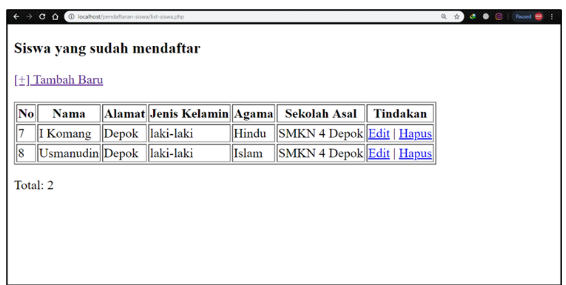 localhost/pendaftaran-siswa/list-siswa.php
Paused
Siswa yang sudah mendaftar
[+] Tambah Baru
No Nama Alamat Jenis Kelamin Agama Sekolah Asal Tindakan
7 I Komang Depok laki-laki Hindu SMKN 4 Depok Edit | Hapus
8 Usmanudin Depok laki-laki Islam SMKN 4 Depok Edit | Hapus
Total: 2